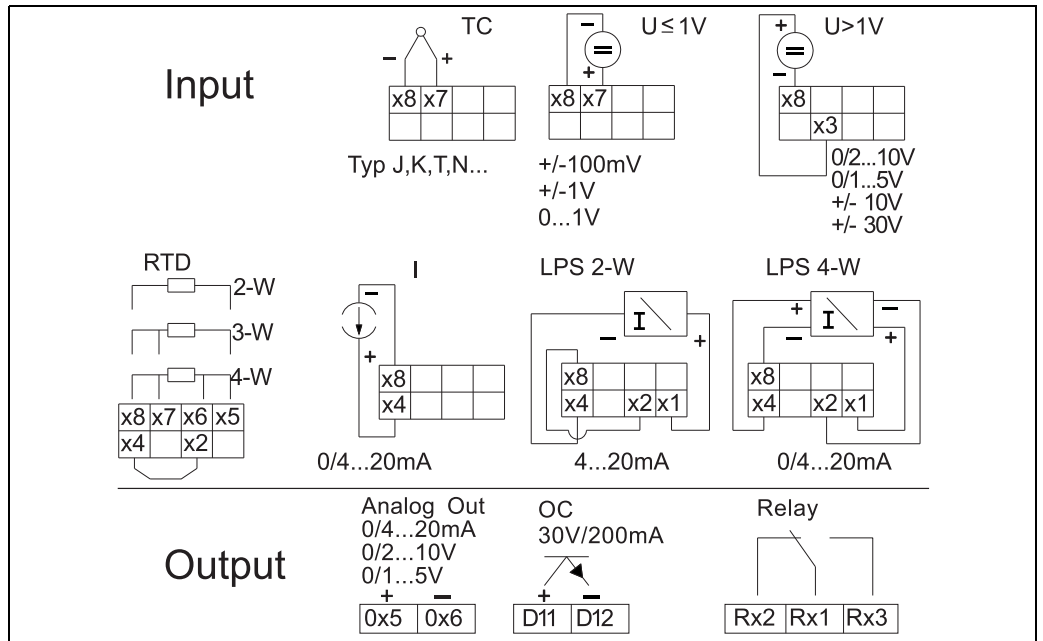 Input
TC
− +
x8 x7
Typ J,K,T,N...
U≤1V
−
=
+
x8 x7
+/-100mV
+/-1V
0...1V
U>1V
+
=
−
x8
x3
0/2...10V
0/1...5V
+/- 10V
+/- 30V
RTD
2-W
3-W
4-W
x8 x7 x6 x5
x4 x2
I
−
+
x8
x4
0/4...20mA
LPS 2-W
I
− +
x8
x4 x2 x1
4...20mA
LPS 4-W
+ I −
− +
x8
x4 x2 x1
0/4...20mA
Output
Analog Out
0/4...20mA
0/2...10V
0/1...5V
+ −
0x5 0x6
OC
30V/200mA
+ −
D11 D12
Relay
Rx2 Rx1 Rx3